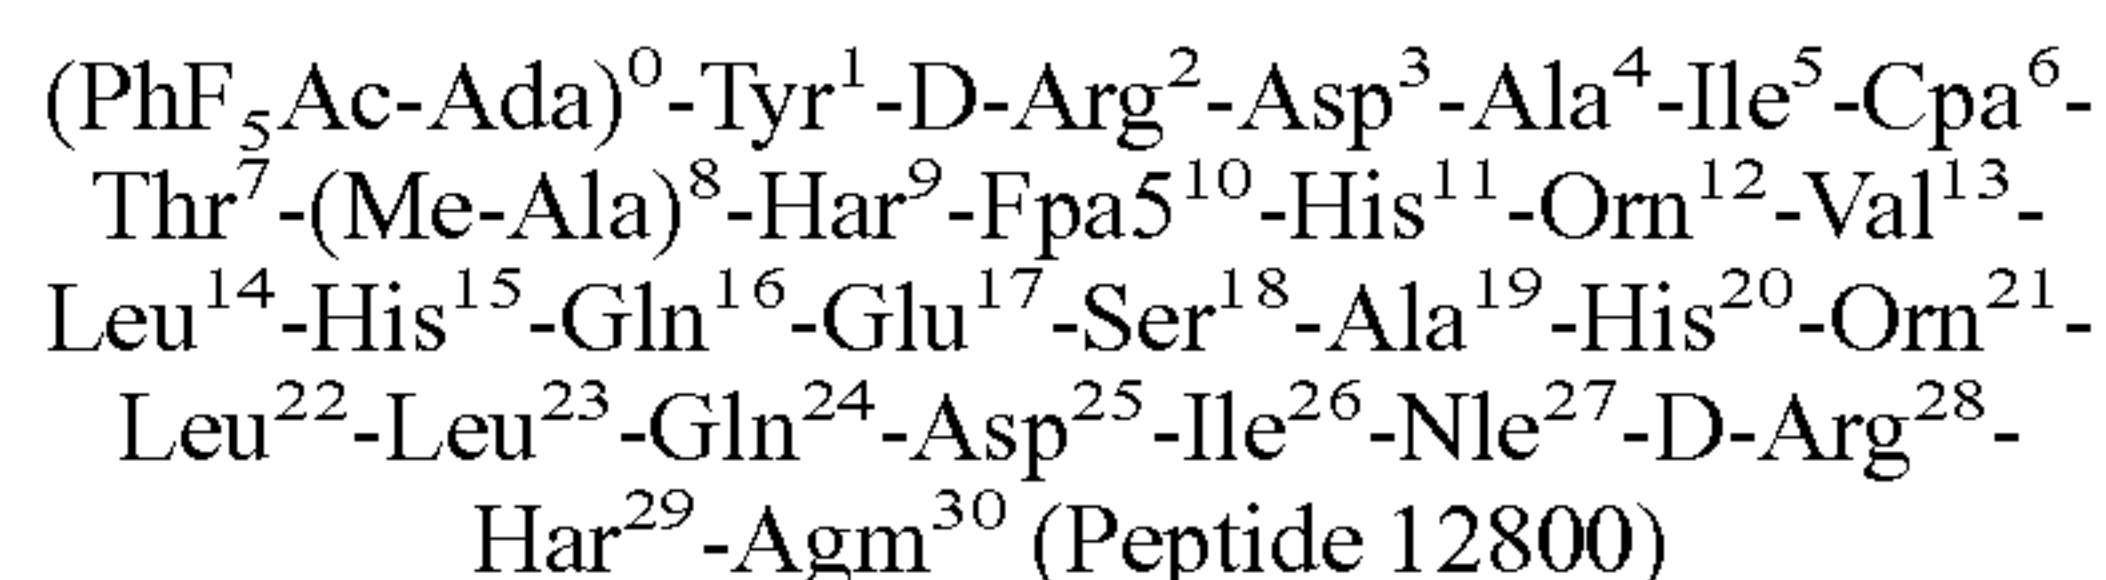 (PhF₅Ac-Ada)⁰-Tyr¹-D-Arg²-Asp³-Ala⁴-Ile⁵-Cpa⁶-
Thr⁷-(Me-Ala)⁸-Har⁹-Fpa5¹⁰-His¹¹-Orn¹²-Val¹³-
Leu¹⁴-His¹⁵-Gln¹⁶-Glu¹⁷-Ser¹⁸-Ala¹⁹-His²⁰-Orn²¹-
Leu²²-Leu²³-Gln²⁴-Asp²⁵-Ile²⁶-Nle²⁷-D-Arg²⁸-
Har²⁹-Agm³⁰ (Peptide 12800)